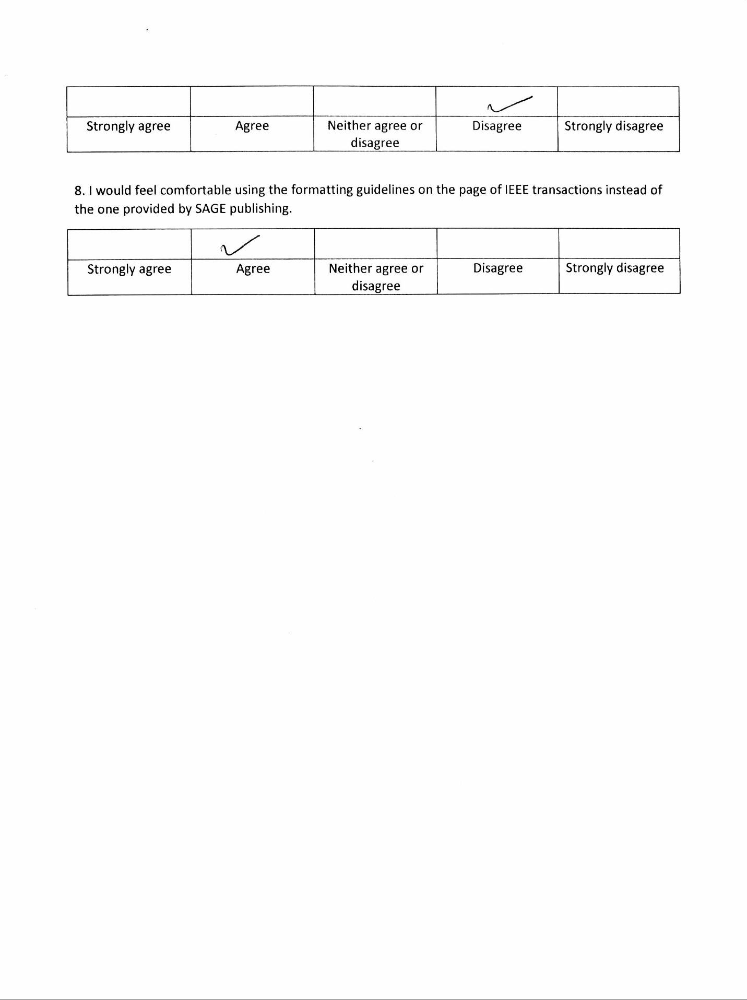 ✓
Strongly agree Agree Neither agree or Disagree Strongly disagree
disagree
8. I would feel comfortable using the formatting guidelines on the page of IEEE transactions instead of
the one provided by SAGE publishing.
✓
Strongly agree Agree Neither agree or Disagree Strongly disagree
disagree